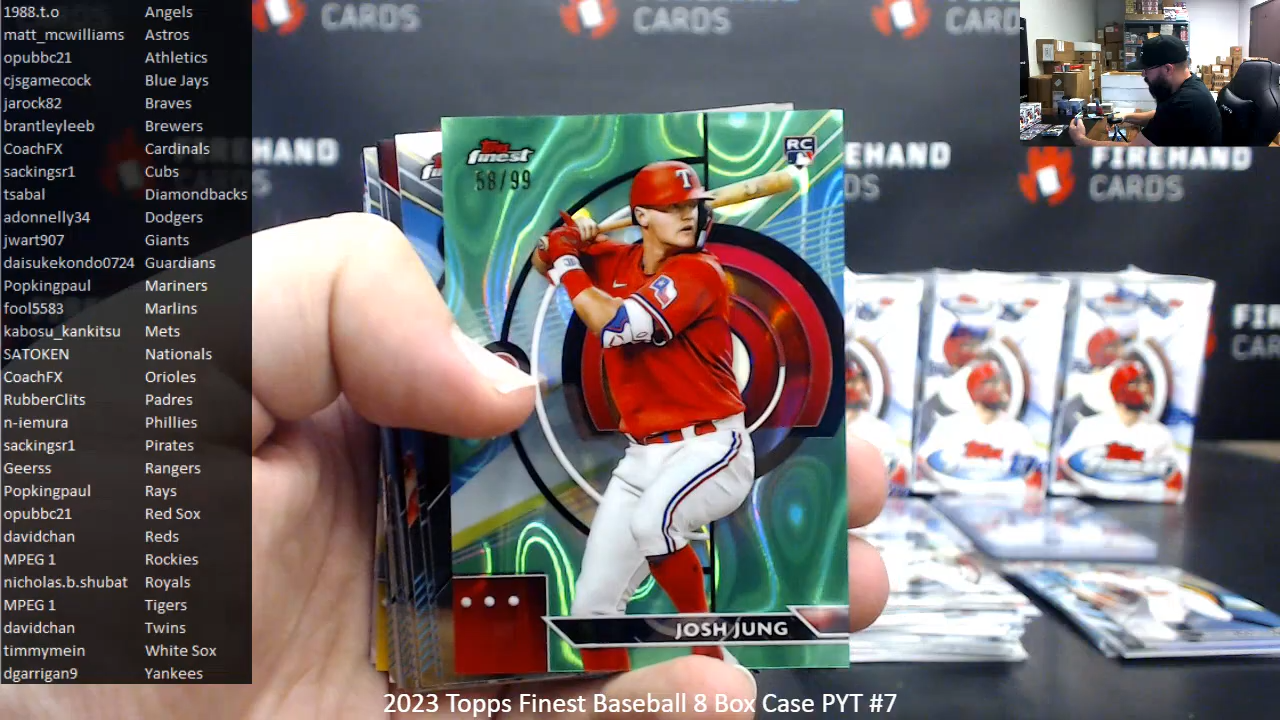 1988.t.o Angels
matt_mcwilliams Astros
opubbc21 Athletics
cjsgamecock Blue Jays
jarock82 Braves
brantleyleeb Brewers
CoachFX Cardinals
sackingsr1 Cubs
tsabal Diamondbacks
adonnelly34 Dodgers
jwart907 Giants
daisukekondo0724 Guardians
Popkingpaul Mariners
fool5583 Marlins
kabosu_kankitsu Mets
SATOKEN Nationals
CoachFX Orioles
RubberClits Padres
n-iemura Phillies
sackingsr1 Pirates
Geerss Rangers
Popkingpaul Rays
opubbc21 Red Sox
davidchan Reds
MPEG 1 Rockies
nicholas.b.shubat Royals
MPEG 1 Tigers
davidchan Twins
timmymein White Sox
dgarrigan9 Yankees
CARDS
CARDS
CARDS
Topps
finest
58/99
RC
T
JOSH JUNG
FIREHAND
CARDS
Topps
Topps
2023 Topps Finest Baseball 8 Box Case PYT #7